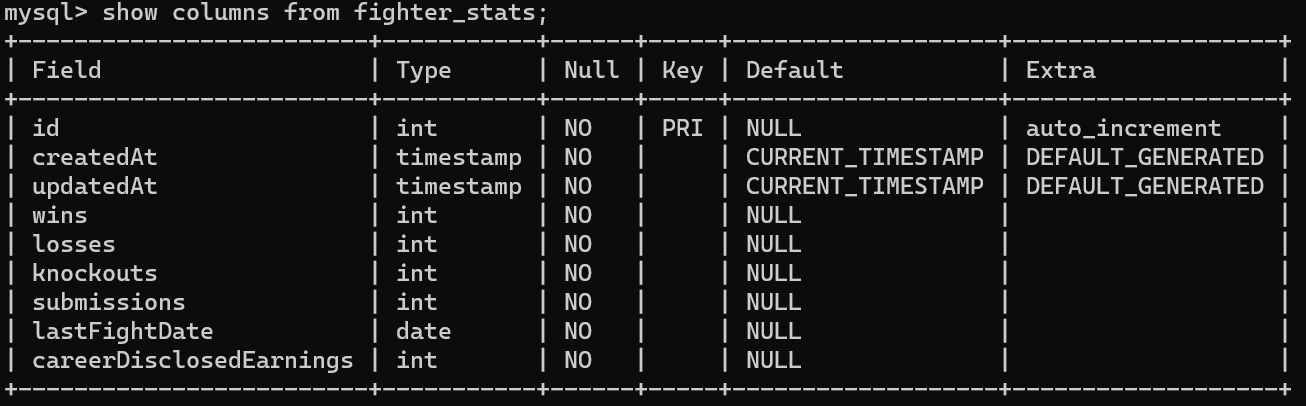 mysql> show columns from fighter_stats;
+-------------------------+-----------+------+-----+-------------------+-------------------+
| Field                   | Type      | Null | Key | Default           | Extra             |
+-------------------------+-----------+------+-----+-------------------+-------------------+
| id                      | int       | NO   | PRI | NULL              | auto_increment    |
| createdAt               | timestamp | NO   |     | CURRENT_TIMESTAMP | DEFAULT_GENERATED |
| updatedAt               | timestamp | NO   |     | CURRENT_TIMESTAMP | DEFAULT_GENERATED |
| wins                    | int       | NO   |     | NULL              |                   |
| losses                  | int       | NO   |     | NULL              |                   |
| knockouts               | int       | NO   |     | NULL              |                   |
| submissions             | int       | NO   |     | NULL              |                   |
| lastFightDate           | date      | NO   |     | NULL              |                   |
| careerDisclosedEarnings | int       | NO   |     | NULL              |                   |
+-------------------------+-----------+------+-----+-------------------+-------------------+